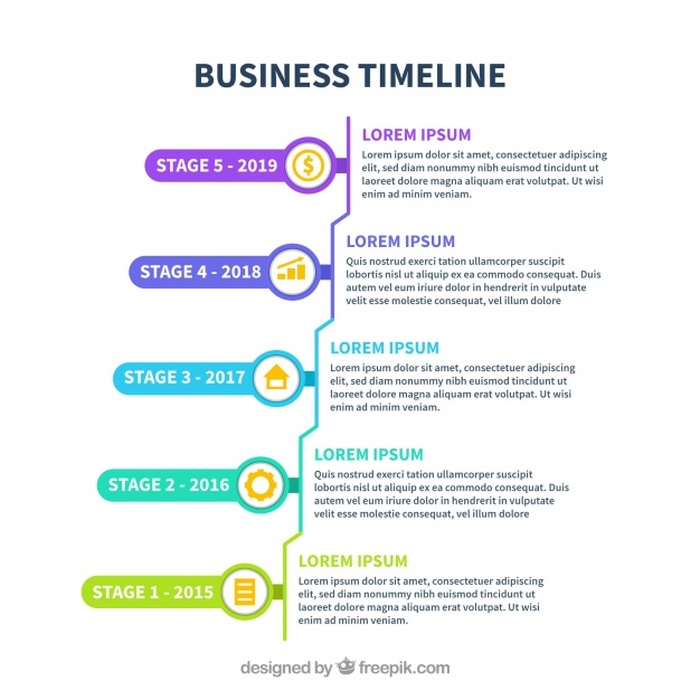 BUSINESS TIMELINE
STAGE 5 - 2019
LOREM IPSUM
Lorem ipsum dolor sit amet, consectetuer adipiscing
elit, sed diam nonummy nibh euismod tincidunt ut
laoreet dolore magna aliquam erat volutpat. Ut wisi
enim ad minim veniam.
STAGE 4 - 2018
LOREM IPSUM
Quis nostrud exerci tation ullamcorper suscipit
lobortis nisl ut aliquip ex ea commodo consequat. Duis
autem vel eum iriure dolor in hendrerit in vulputate
velit esse molestie consequat, vel illum dolore
STAGE 3 - 2017
LOREM IPSUM
Lorem ipsum dolor sit amet, consectetuer adipiscing
elit, sed diam nonummy nibh euismod tincidunt ut
laoreet dolore magna aliquam erat volutpat. Ut wisi
enim ad minim veniam.
STAGE 2 - 2016
LOREM IPSUM
Quis nostrud exerci tation ullamcorper suscipit
lobortis nisl ut aliquip ex ea commodo consequat. Duis
autem vel eum iriure dolor in hendrerit in vulputate
velit esse molestie consequat, vel illum dolore
STAGE 1 - 2015
LOREM IPSUM
Lorem ipsum dolor sit amet, consectetuer adipiscing
elit, sed diam nonummy nibh euismod tincidunt ut
laoreet dolore magna aliquam erat volutpat. Ut wisi
enim ad minim veniam.
designed by freepik.com